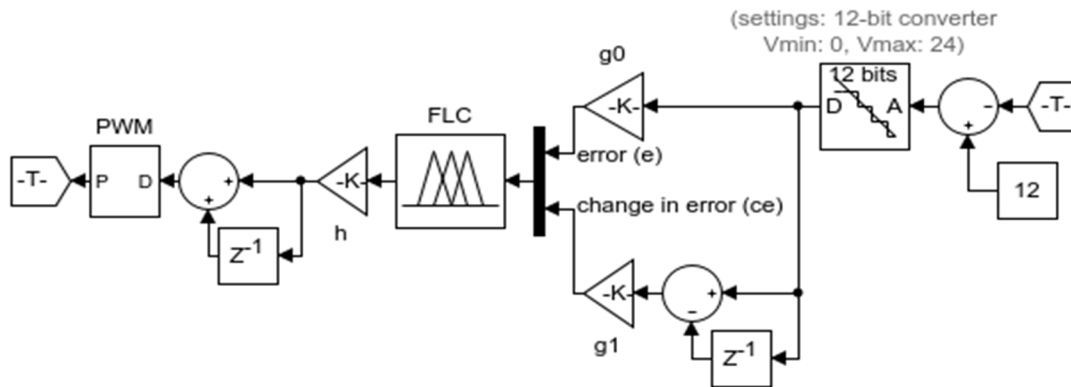 (settings: 12-bit converter
Vmin: 0, Vmax: 24)
g0
12 bits
D
A
-K-
-
+
-T-
PWM
FLC
error (e)
12
-T-
P
D
+
+
-K-
change in error (ce)
h
Z-1
-K-
+
-
g1
Z-1